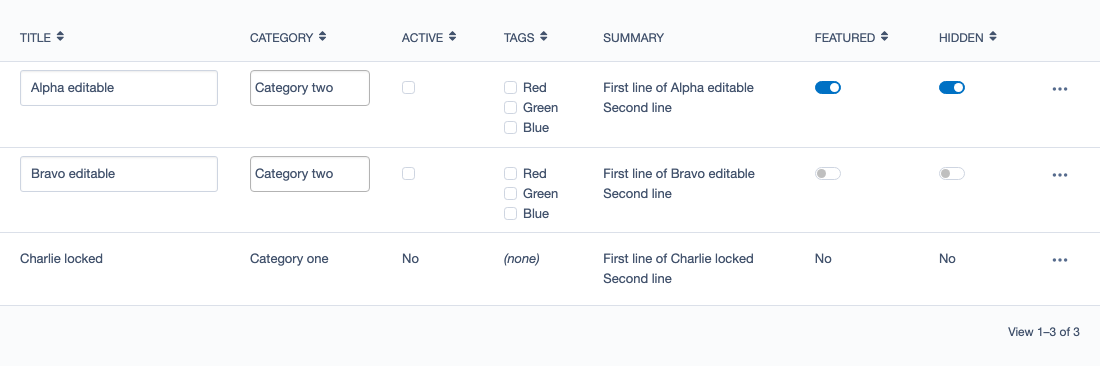 TITLE CATEGORY ACTIVE TAGS SUMMARY FEATURED HIDDEN
Alpha editable Category two Red First line of Alpha editable
Green Second line
Blue
Bravo editable Category two Red First line of Bravo editable
Green Second line
Blue
Charlie locked Category one No (none) First line of Charlie locked No No
Second line
View 1–3 of 3